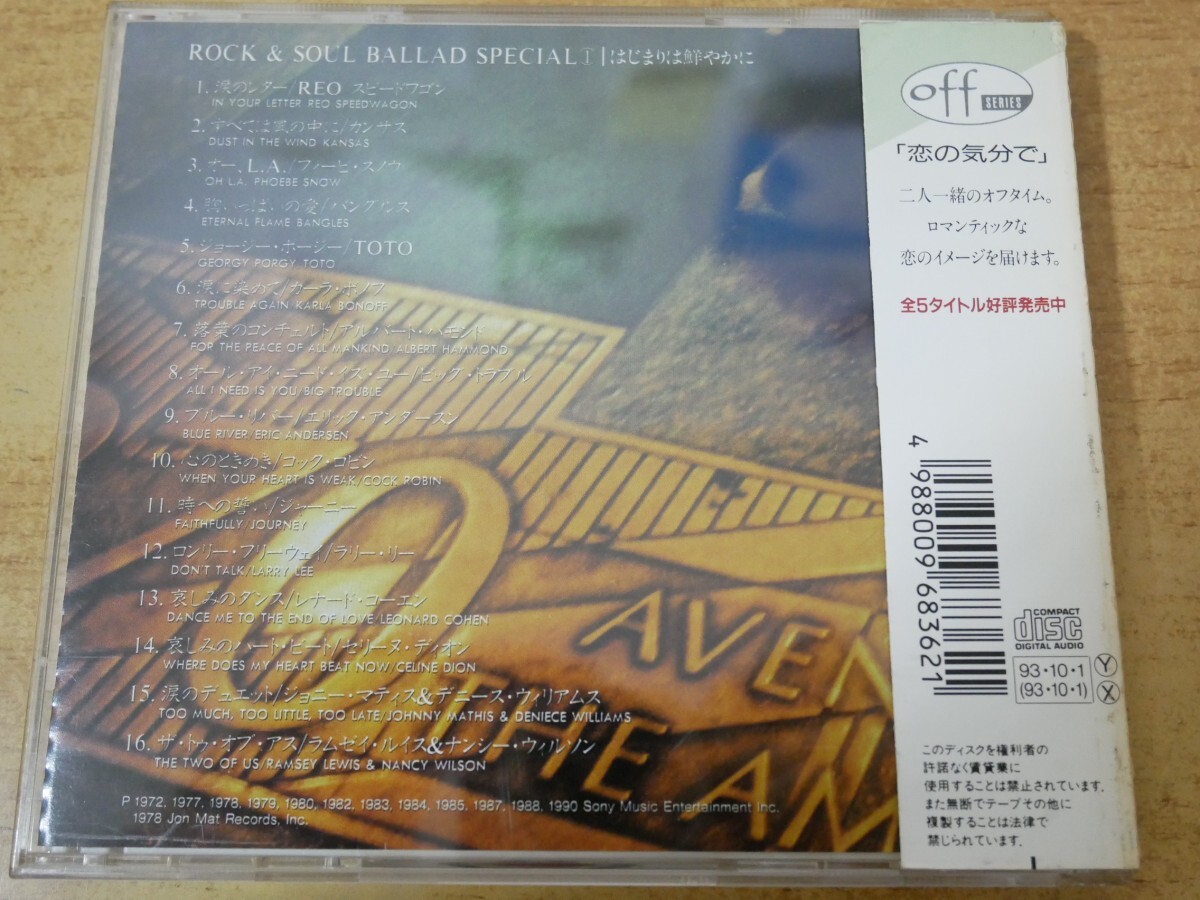 ROCK & SOUL BALLAD SPECIAL① | はじまりは鮮やかに
1. 涙のレター/REO スピードワゴン
IN YOUR LETTER REO SPEEDWAGON
2. すべては風の中に/カンサス
DUST IN THE WIND KANSAS
3. オー、L.A./フィービ・スノウ
OH L.A. PHOEBE SNOW
4. 胸いっぱいの愛/バングルス
ETERNAL FLAME BANGLES
5. ジョージー・ポージー/TOTO
GEORGY PORGY TOTO
6. 涙に染めて/カーラ・ボノフ
TROUBLE AGAIN KARLA BONOFF
7. 落葉のコンチェルト/アルバート・ハモンド
FOR THE PEACE OF ALL MANKIND/ALBERT HAMMOND
8. オール・アイ・ニード・イズ・ユー/ビッグ・トラブル
ALL I NEED IS YOU BIG TROUBLE
9. ブルー・リバー/エリック・アンダースン
BLUE RIVER/ERIC ANDERSEN
10. 心のときめき/コック・ロビン
WHEN YOUR HEART IS WEAK/COCK ROBIN
11. 時への誓い/ジャーニー
FAITHFULLY/JOURNEY
12. ロンリー・フリーウェイ/ラリー・リー
DON'T TALK/LARRY LEE
13. 哀しみのダンス/レナード・コーエン
DANCE ME TO THE END OF LOVE/LEONARD COHEN
14. 哀しみのハート・ビート/セリーヌ・ディオン
WHERE DOES MY HEART BEAT NOW/CELINE DION
15. 涙のデュエット/ジョニー・マティス&デニース・ウィリアムス
TOO MUCH, TOO LITTLE, TOO LATE/JOHNNY MATHIS & DENIECE WILLIAMS
16. ザ・トゥ・オブ・アス/ラムゼイ・ルイス&ナンシー・ウィルソン
THE TWO OF US/RAMSEY LEWIS & NANCY WILSON
P 1972, 1977, 1978, 1979, 1980, 1982, 1983, 1984, 1985, 1987, 1988, 1990 Sony Music Entertainment Inc.
1978 Jon Mat Records, Inc.
AVEN
THE AM
off
SERIES
「恋の気分で」
二人一緒のオフタイム。
ロマンティックな
恋のイメージを届けます。
全5タイトル好評発売中
4 988009 683621
COMPACT
disc
DIGITAL AUDIO
93・10・1 Ⓨ
(93・10・1) Ⓧ
このディスクを権利者の
許諾なく賃貸業に
使用することは禁止されています。
また無断でテープその他に
複製することは法律で
禁じられています。